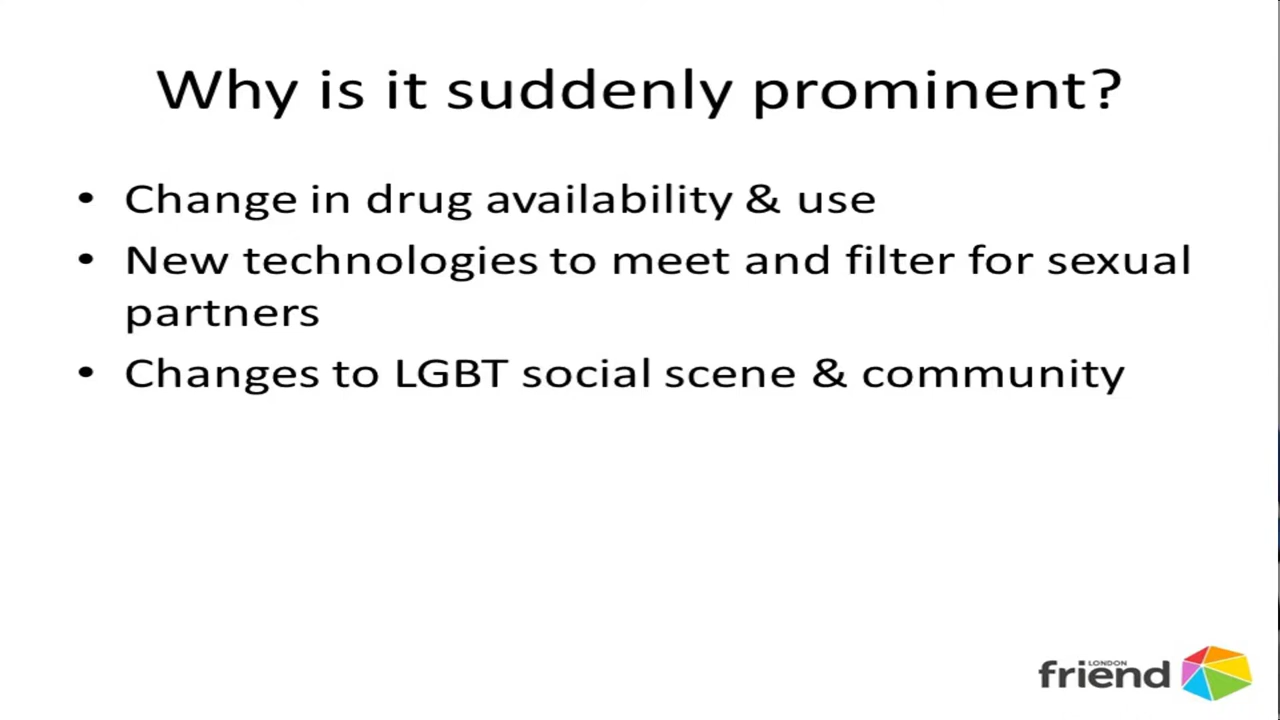 Why is it suddenly prominent?
• Change in drug availability & use
• New technologies to meet and filter for sexual
partners
• Changes to LGBT social scene & community
LONDON
friend